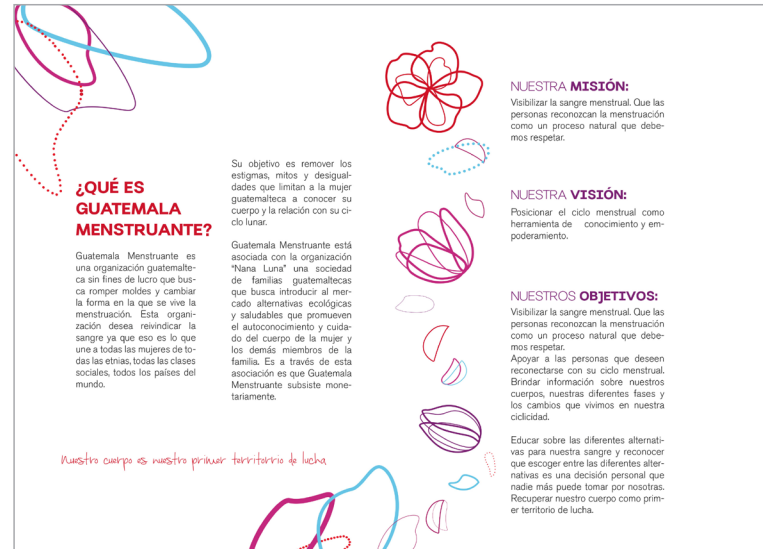 ¿QUÉ ES
GUATEMALA
MENSTRUANTE?
Guatemala Menstruante es
una organización guatemalte-
ca sin fines de lucro que bus-
ca romper moldes y cambiar
la forma en la que se vive la
menstruación. Esta organi-
zación desea reivindicar la
sangre ya que eso es lo que
une a todas las mujeres de to-
das las etnias, todas las clases
sociales, todos los países del
mundo.
Su objetivo es remover los
estigmas, mitos y desigual-
dades que limitan a la mujer
guatemalteca a conocer su
cuerpo y la relación con su ci-
clo lunar.
Guatemala Menstruante está
asociada con la organización
“Nana Luna” una sociedad
de familias guatemaltecas
que busca introducir al mer-
cado alternativas ecológicas
y saludables que promueven
el autoconocimiento y cuida-
do del cuerpo de la mujer y
los demás miembros de la
familia. Es a través de esta
asociación es que Guatemala
Menstruante subsiste mone-
tariamente.
Nuestro cuerpo es nuestro primer territorrio de lucha.
NUESTRA MISIÓN:
Visibilizar la sangre menstrual. Que las
personas reconozcan la menstruación
como un proceso natural que debe-
mos respetar.
NUESTRA VISIÓN:
Posicionar el ciclo menstrual como
herramienta de conocimiento y em-
poderamiento.
NUESTROS OBJETIVOS:
Visibilizar la sangre menstrual. Que las
personas reconozcan la menstruación
como un proceso natural que debe-
mos respetar.
Apoyar a las personas que deseen
reconectarse con su ciclo menstrual.
Brindar información sobre nuestros
cuerpos, nuestras diferentes fases y
los cambios que vivimos en nuestra
ciclicidad.
Educar sobre las diferentes alternati-
vas para nuestra sangre y reconocer
que escoger entre las diferentes alter-
nativas es una decisión personal que
nadie más puede tomar por nosotras.
Recuperar nuestro cuerpo como prim-
er territorio de lucha.